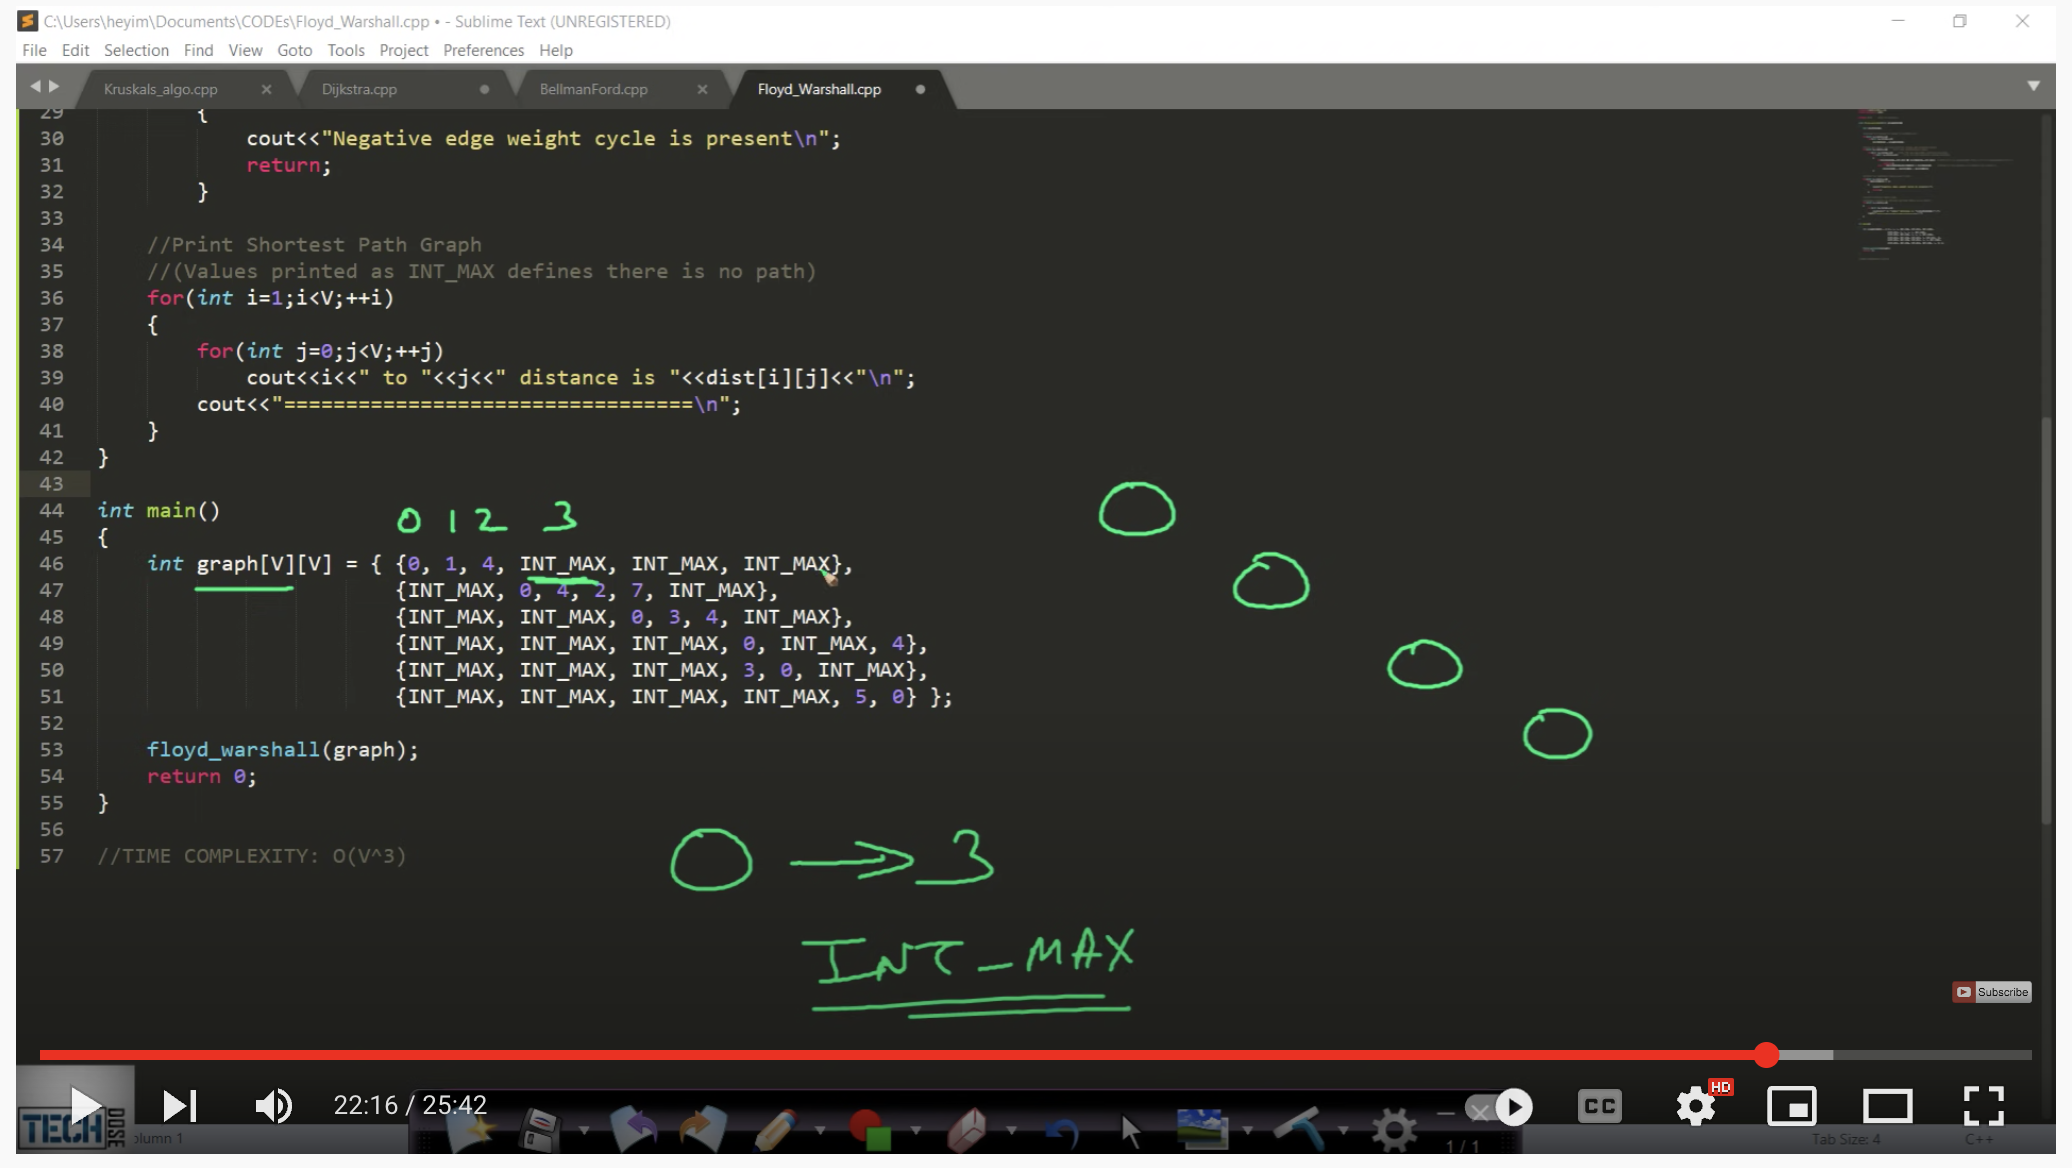 C:\Users\heyim\Documents\CODEs\Floyd_Warshall.cpp • - Sublime Text (UNREGISTERED)
File Edit Selection Find View Goto Tools Project Preferences Help
Kruskals_algo.cpp Dijkstra.cpp BellmanFord.cpp Floyd_Warshall.cpp
29 {
30 cout<<"Negative edge weight cycle is present\n";
31 return;
32 }
33
34 //Print Shortest Path Graph
35 //(Values printed as INT_MAX defines there is no path)
36 for(int i=1;i<V;++i)
37 {
38 for(int j=0;j<V;++j)
39 cout<<i<<" to "<<j<<" distance is "<<dist[i][j]<<"\n";
40 cout<<"=================================\n";
41 }
42 }
43
44 int main()
0 1 2 3
45 {
46 int graph[V][V] = { {0, 1, 4, INT_MAX, INT_MAX, INT_MAX},
47 {INT_MAX, 0, 4, 2, 7, INT_MAX},
48 {INT_MAX, INT_MAX, 0, 3, 4, INT_MAX},
49 {INT_MAX, INT_MAX, INT_MAX, 0, INT_MAX, 4},
50 {INT_MAX, INT_MAX, INT_MAX, 3, 0, INT_MAX},
51 {INT_MAX, INT_MAX, INT_MAX, INT_MAX, 5, 0} };
52
53 floyd_warshall(graph);
54 return 0;
55 }
56
57 //TIME COMPLEXITY: O(V^3)
0 → 3
INT_MAX
Subscribe
22:16 / 25:42
CC
HD
TECH DOSE
olumn 1
1/1
Tab Size: 4 C++